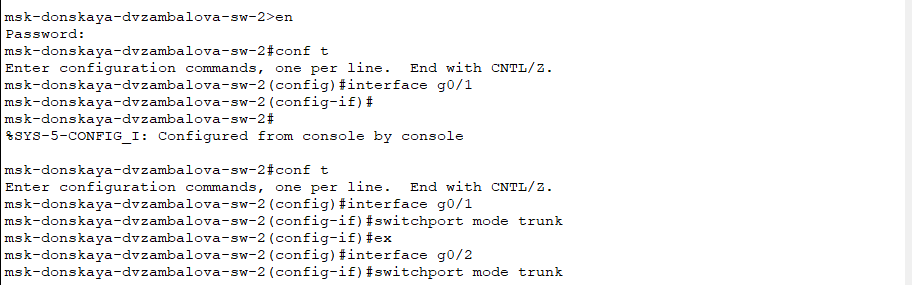 msk-donskaya-dvzambalova-sw-2>en
Password:
msk-donskaya-dvzambalova-sw-2#conf t
Enter configuration commands, one per line.  End with CNTL/Z.
msk-donskaya-dvzambalova-sw-2(config)#interface g0/1
msk-donskaya-dvzambalova-sw-2(config-if)#
msk-donskaya-dvzambalova-sw-2#
%SYS-5-CONFIG_I: Configured from console by console
msk-donskaya-dvzambalova-sw-2#conf t
Enter configuration commands, one per line.  End with CNTL/Z.
msk-donskaya-dvzambalova-sw-2(config)#interface g0/1
msk-donskaya-dvzambalova-sw-2(config-if)#switchport mode trunk
msk-donskaya-dvzambalova-sw-2(config-if)#ex
msk-donskaya-dvzambalova-sw-2(config)#interface g0/2
msk-donskaya-dvzambalova-sw-2(config-if)#switchport mode trunk